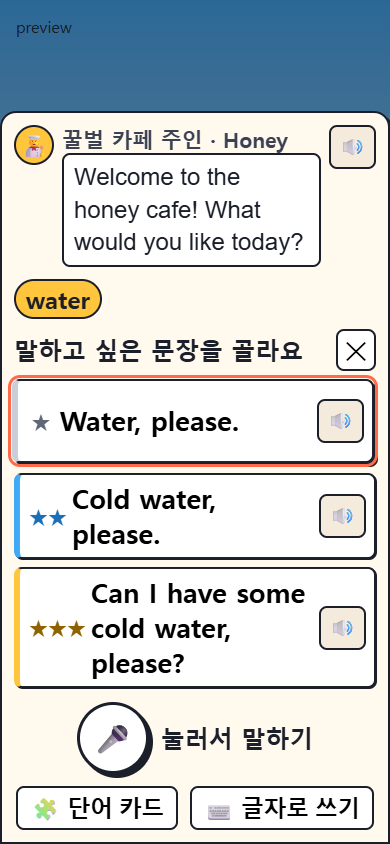 preview
꿀벌 카페 주인 · Honey
Welcome to the
honey cafe! What
would you like today?
water
말하고 싶은 문장을 골라요
★ Water, please.
★★ Cold water,
please.
★★★ Can I have some
cold water,
please?
눌러서 말하기
단어 카드
글자로 쓰기